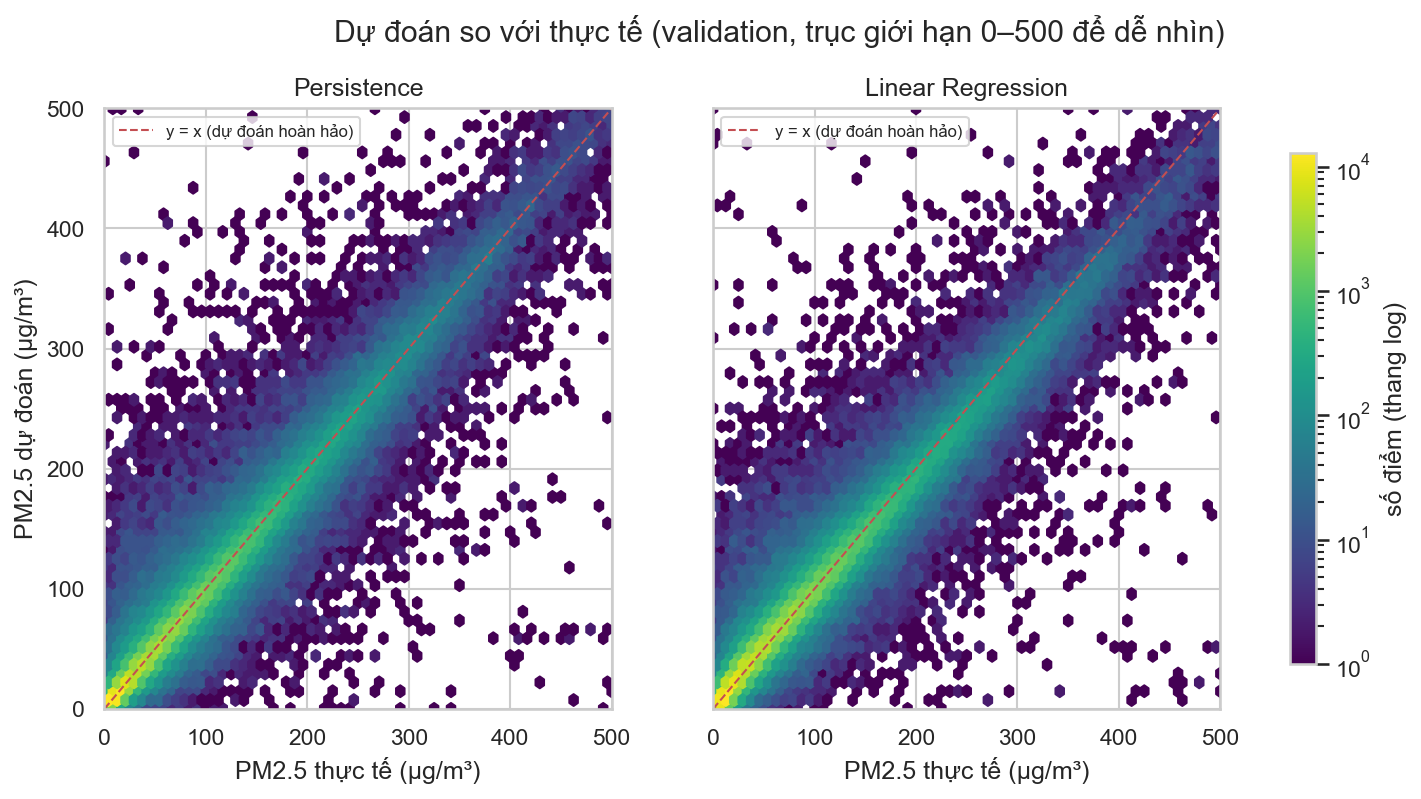 Dự đoán so với thực tế (validation, trục giới hạn 0–500 để dễ nhìn)
Persistence
y = x (dự đoán hoàn hảo)
500
400
300
200
100
0
PM2.5 dự đoán (µg/m³)
0 100 200 300 400 500
PM2.5 thực tế (µg/m³)
Linear Regression
y = x (dự đoán hoàn hảo)
0 100 200 300 400 500
PM2.5 thực tế (µg/m³)
10⁴
10³
10²
10¹
10⁰
số điểm (thang log)